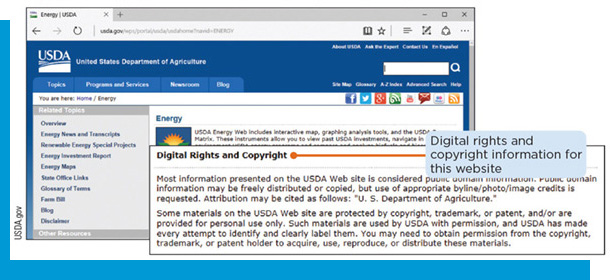 Energy | USDA
usda.gov/wps/portal/usda/usdahome?navid=ENERGY
About USDA Ask the Expert Contact Us En Español
USDA
United States Department of Agriculture
Topics Programs and Services Newsroom Blog
Site Map Glossary A-Z Index Advanced Search Help
You are here: Home / Energy
Related Topics
Overview
Energy News and Transcripts
Renewable Energy Special Projects
Energy Investment Report
Energy Maps
State Office Links
Glossary of Terms
Farm Bill
Blog
Disclaimer
Other Resources
Energy
USDA Energy Web includes interactive map, graphing analysis tools, and the USDA
Matrix. These instruments allow you to view past USDA investments, navigate in
Digital rights and
copyright information for
this website
Digital Rights and Copyright
Most information presented on the USDA Web site is considered public domain information. Public domain
information may be freely distributed or copied, but use of appropriate byline/photo/image credits is
requested. Attribution may be cited as follows: "U. S. Department of Agriculture."
Some materials on the USDA Web site are protected by copyright, trademark, or patent, and/or are
provided for personal use only. Such materials are used by USDA with permission, and USDA has made
every attempt to identify and clearly label them. You may need to obtain permission from the copyright,
trademark, or patent holder to acquire, use, reproduce, or distribute these materials.
USDA.gov